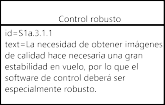 Control robusto
id=S1a.3.1.1
text=La necesidad de obtener imágenes
de calidad hace necesaria una gran
estabilidad en vuelo, por lo que el
software de control deberá ser
especialmente robusto.